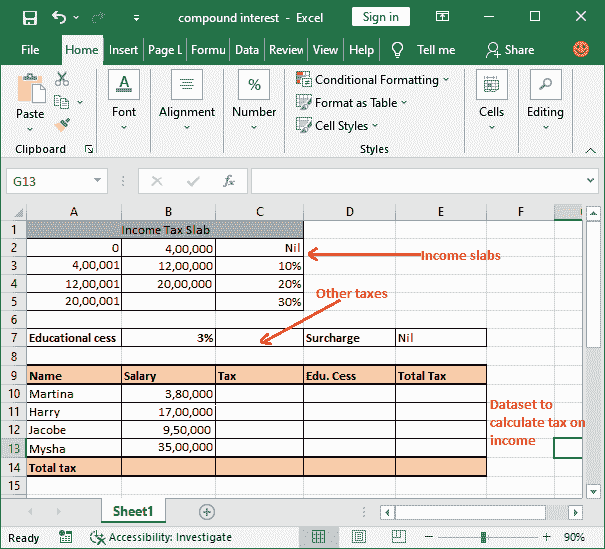 compound interest - Excel Sign in
File Home Insert Page L Formu Data Review View Help Tell me Share
Paste Font Alignment Number Conditional Formatting Format as Table Cell Styles Cells Editing
Clipboard Styles
G13 fx
A B C D E F
1 Income Tax Slab
2 0 4,00,000 Nil
3 4,00,001 12,00,000 10%
4 12,00,001 20,00,000 20%
5 20,00,001 30%
Income slabs
Other taxes
6
7 Educational cess 3% Surcharge Nil
8
9 Name Salary Tax Edu. Cess Total Tax
10 Martina 3,80,000
11 Harry 17,00,000
12 Jacobe 9,50,000
13 Mysha 35,00,000
14 Total tax
15
Dataset to
calculate tax on
income
Sheet1
Ready Accessibility: Investigate 90%